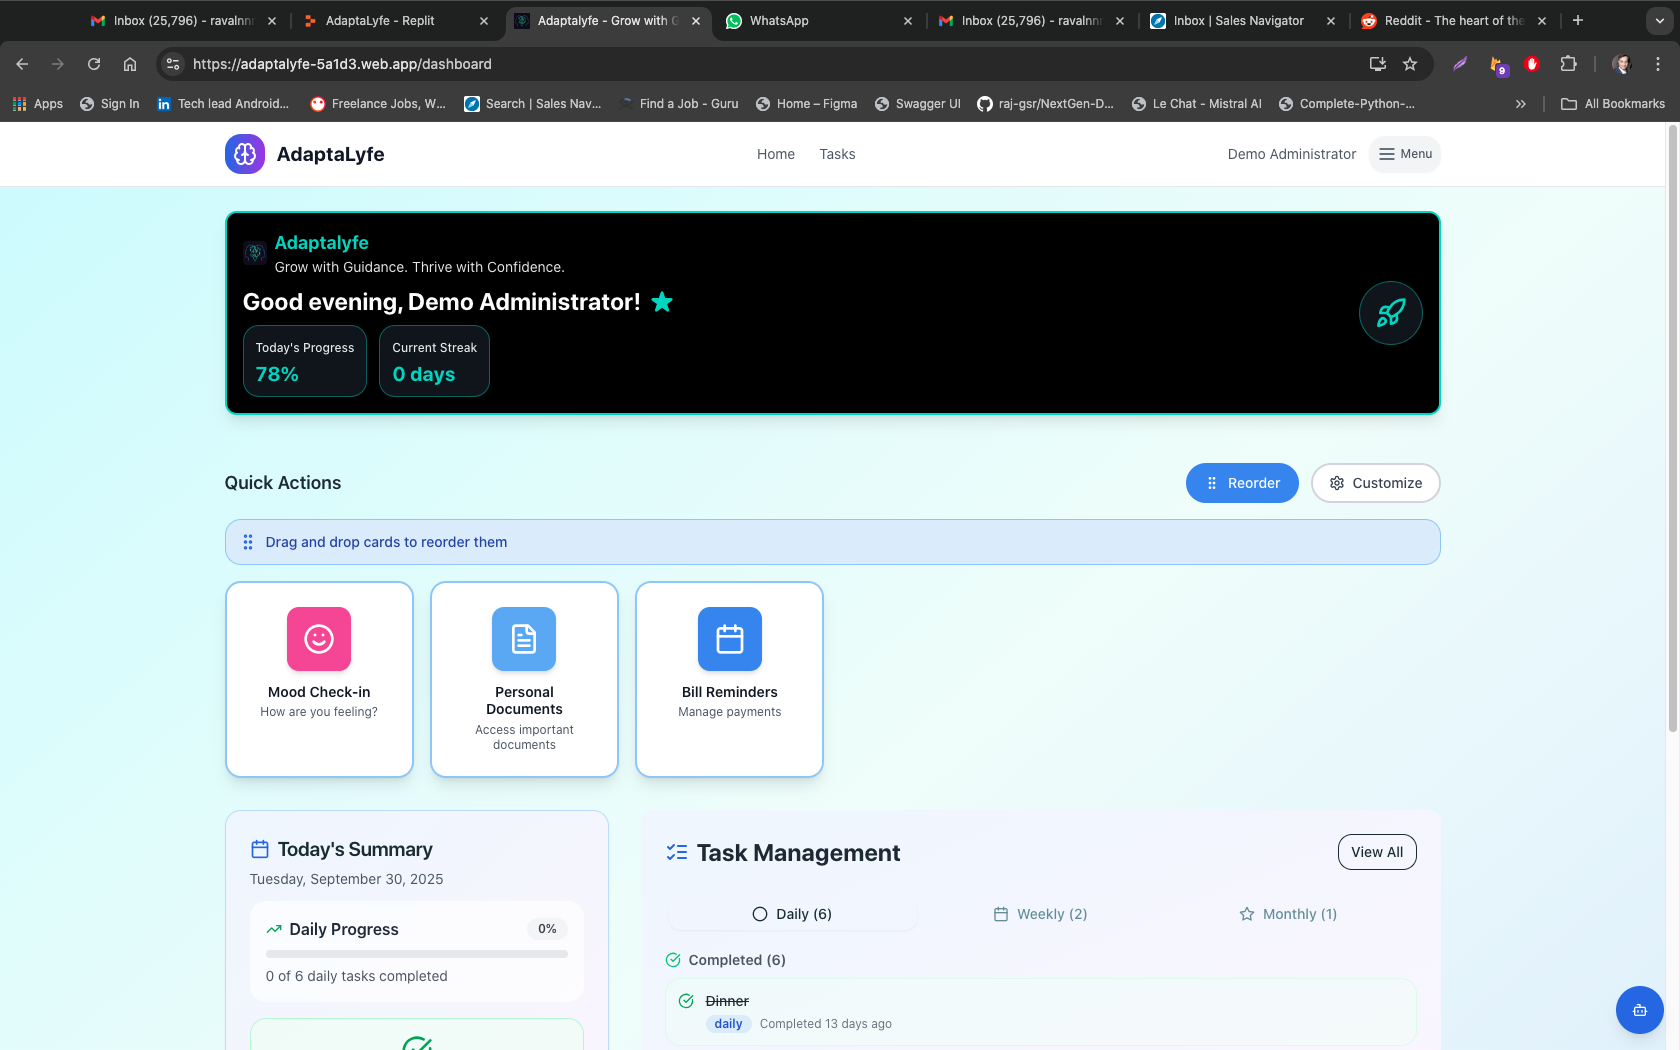 Inbox (25,796) - ravalnn
AdaptaLyfe - Replit
Adaptalyfe - Grow with G
WhatsApp
Inbox (25,796) - ravalnn
Inbox | Sales Navigator
Reddit - The heart of the
https://adaptalyfe-5a1d3.web.app/dashboard
9
Apps
Sign In
Tech lead Android...
Freelance Jobs, W...
Search | Sales Nav...
Find a Job - Guru
Home – Figma
Swagger UI
raj-gsr/NextGen-D...
Le Chat - Mistral AI
Complete-Python-...
All Bookmarks
AdaptaLyfe
Home
Tasks
Demo Administrator
Menu
Adaptalyfe
Grow with Guidance. Thrive with Confidence.
Good evening, Demo Administrator!
Today's Progress
78%
Current Streak
0 days
Quick Actions
Reorder
Customize
Drag and drop cards to reorder them
Mood Check-in
How are you feeling?
Personal
Documents
Access important
documents
Bill Reminders
Manage payments
Today's Summary
Tuesday, September 30, 2025
Daily Progress
0%
0 of 6 daily tasks completed
Task Management
View All
Daily (6)
Weekly (2)
Monthly (1)
Completed (6)
Dinner
daily
Completed 13 days ago